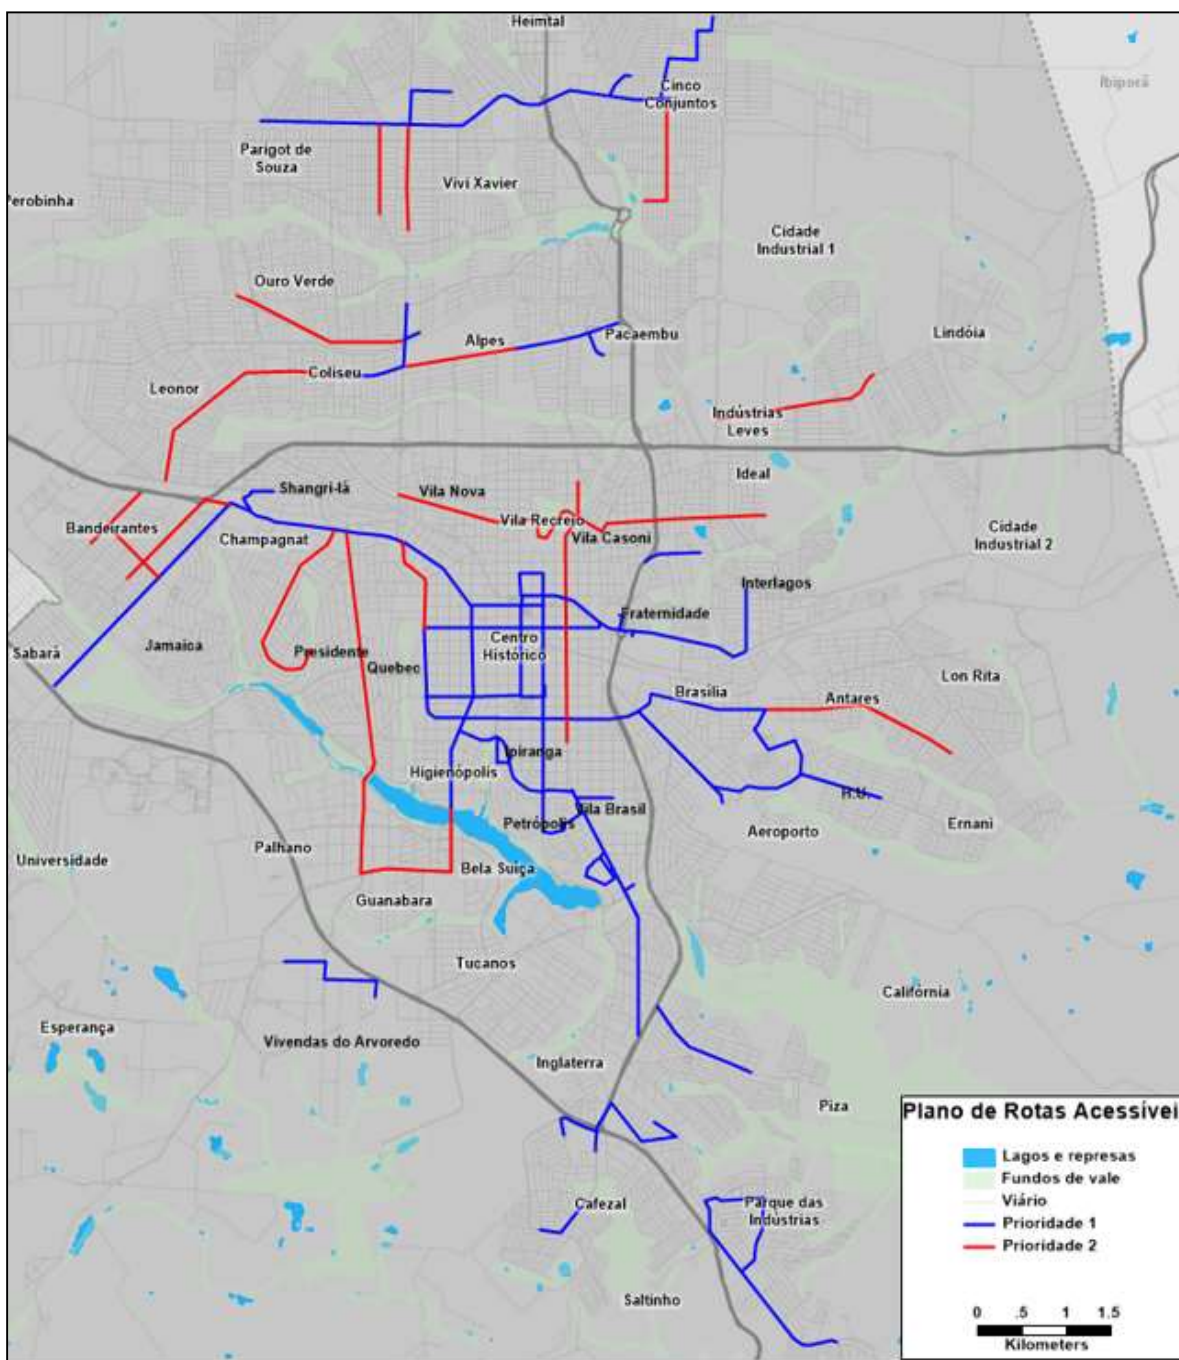 Heimtal
Ibiporã
Cinco
Conjuntos
Parigot de
Souza
Vivi Xavier
Perobinha
Cidade
Industrial 1
Ouro Verde
Lindóia
Pacaembu
Alpes
Coliseu
Leonor
Indústrias
Leves
Ideal
Shangri-lá
Vila Nova
Vila Recreio
Bandeirantes
Champagnat
Vila Casoni
Cidade
Industrial 2
Interlagos
Fraternidade
Centro
Histórico
Jamaica
Sabará
Presidente
Quebec
Brasília
Antares
Lon Rita
Ipiranga
Higienópolis
H.U.
Vila Brasil
Petrópolis
Aeroporto
Ernani
Palhano
Universidade
Bela Suiça
Guanabara
Tucanos
Califórnia
Esperança
Vivendas do Arvoredo
Inglaterra
Piza
Cafezal
Parque das
Indústrias
Saltinho
Plano de Rotas Acessívei
Lagos e represas
Fundos de vale
Viário
Prioridade 1
Prioridade 2
0 .5 1 1.5
Kilometers